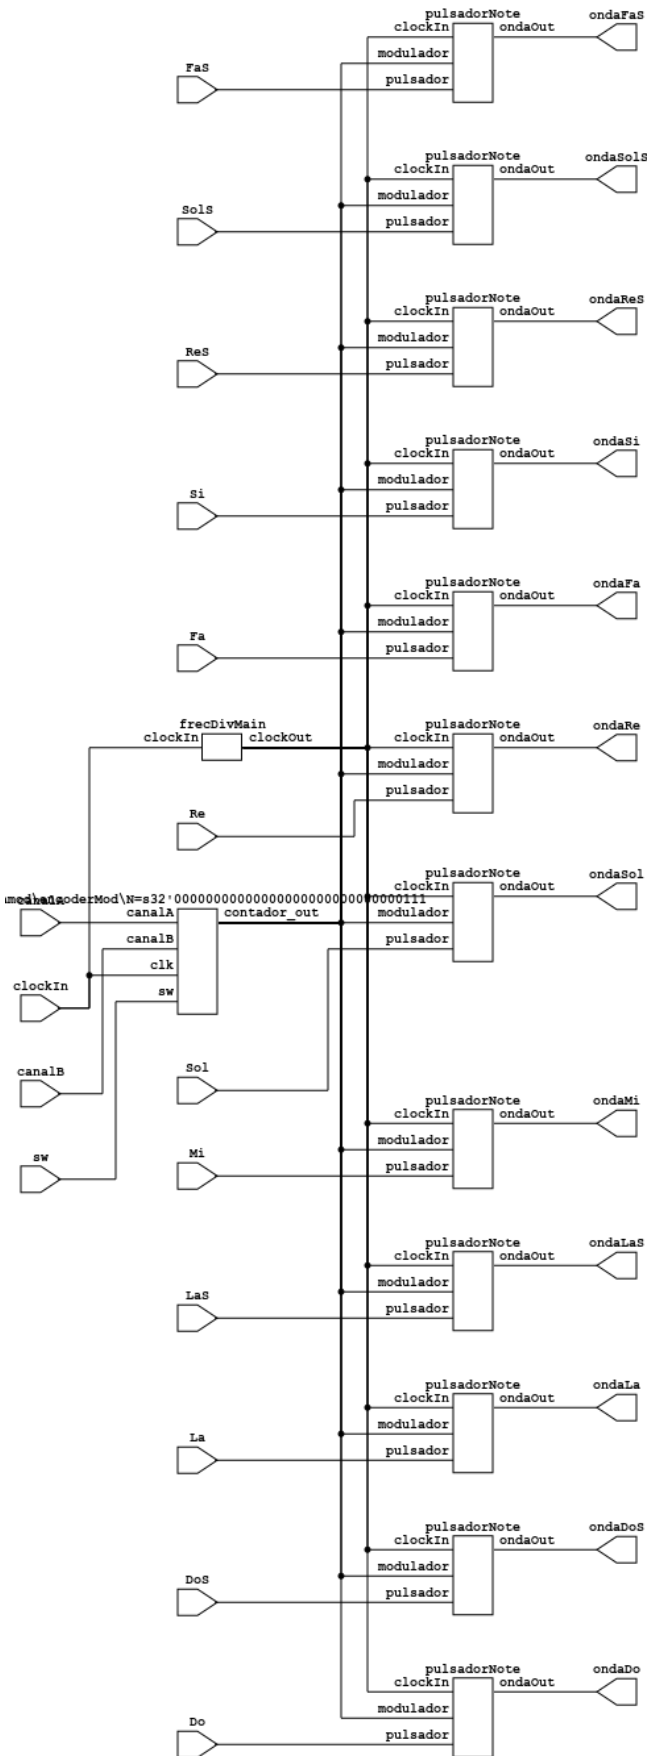 pulsadorNote
clockIn ondaOut ondaFaS
modulador
FaS
pulsador
pulsadorNote
clockIn ondaOut ondaSolS
modulador
SolS
pulsador
pulsadorNote
clockIn ondaOut ondaReS
modulador
ReS
pulsador
pulsadorNote
clockIn ondaOut ondaSi
modulador
Si
pulsador
pulsadorNote
clockIn ondaOut ondaFa
modulador
Fa
pulsador
frecDivMain
clockIn clockOut
pulsadorNote
clockIn ondaOut ondaRe
modulador
Re
pulsador
canalA
contador_out
canalA
canalB
clk
sw
clockIn
canalB
sw
pulsadorNote
clockIn ondaOut ondaSol
modulador
pulsador
Sol
pulsadorNote
clockIn ondaOut ondaMi
modulador
Mi
pulsador
pulsadorNote
clockIn ondaOut ondaLaS
modulador
LaS
pulsador
pulsadorNote
clockIn ondaOut ondaLa
modulador
La
pulsador
pulsadorNote
clockIn ondaOut ondaDoS
modulador
DoS
pulsador
pulsadorNote
clockIn ondaOut ondaDo
modulador
Do
pulsador